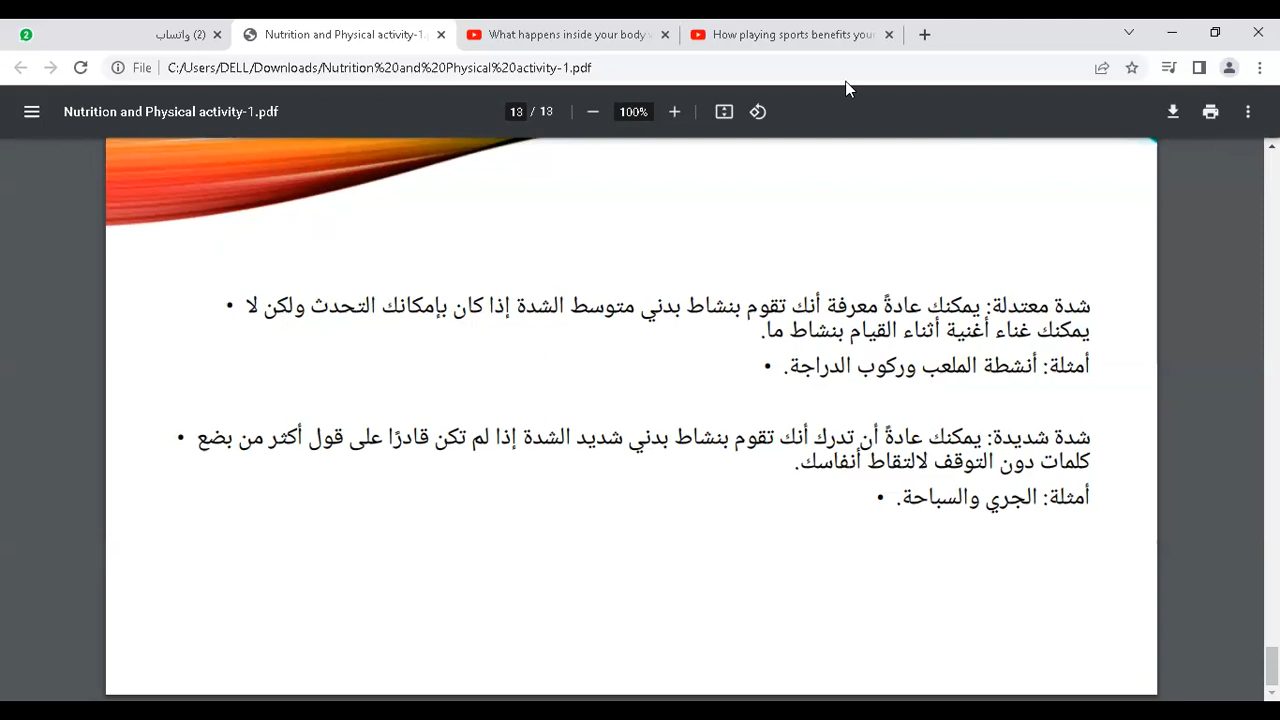 (2) واتساب
Nutrition and Physical activity-1.
What happens inside your body
How playing sports benefits your
2
File
C:/Users/DELL/Downloads/Nutrition%20and%20Physical%20activity-1.pdf
Nutrition and Physical activity-1.pdf
13 / 13
100%
شدة معتدلة: يمكنك عادةً معرفة أنك تقوم بنشاط بدني متوسط الشدة إذا كان بإمكانك التحدث ولكن لا •
يمكنك غناء أغنية أثناء القيام بنشاط ما.
أمثلة: أنشطة الملعب وركوب الدراجة. •
شدة شديدة: يمكنك عادةً أن تدرك أنك تقوم بنشاط بدني شديد الشدة إذا لم تكن قادرًا على قول أكثر من بضع •
كلمات دون التوقف لالتقاط أنفاسك.
أمثلة: الجري والسباحة. •